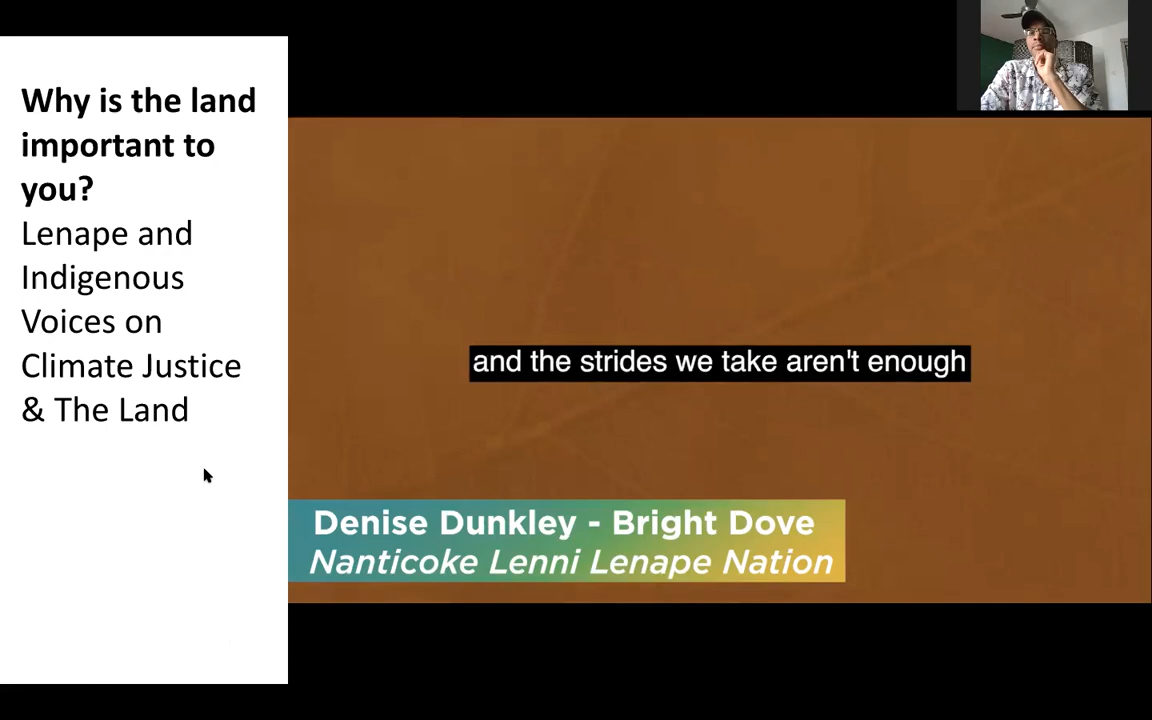 Why is the land
important to
you?
Lenape and
Indigenous
Voices on
Climate Justice
& The Land
and the strides we take aren't enough
Denise Dunkley - Bright Dove
Nanticoke Lenni Lenape Nation